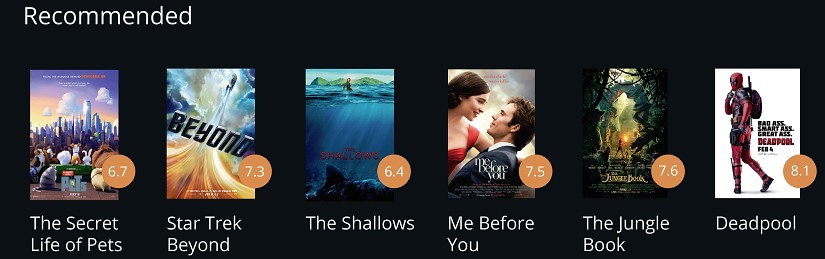 Recommended
BEYOND
THE SHALLOWS
me before
you
THE
JUNGLE BOOK
BAD ASS.
SMART ASS.
GREAT ASS.
DEADPOOL
FEB 4
6.7
7.3
6.4
7.5
7.6
8.1
The Secret
Life of Pets
Star Trek
Beyond
The Shallows
Me Before
You
The Jungle
Book
Deadpool